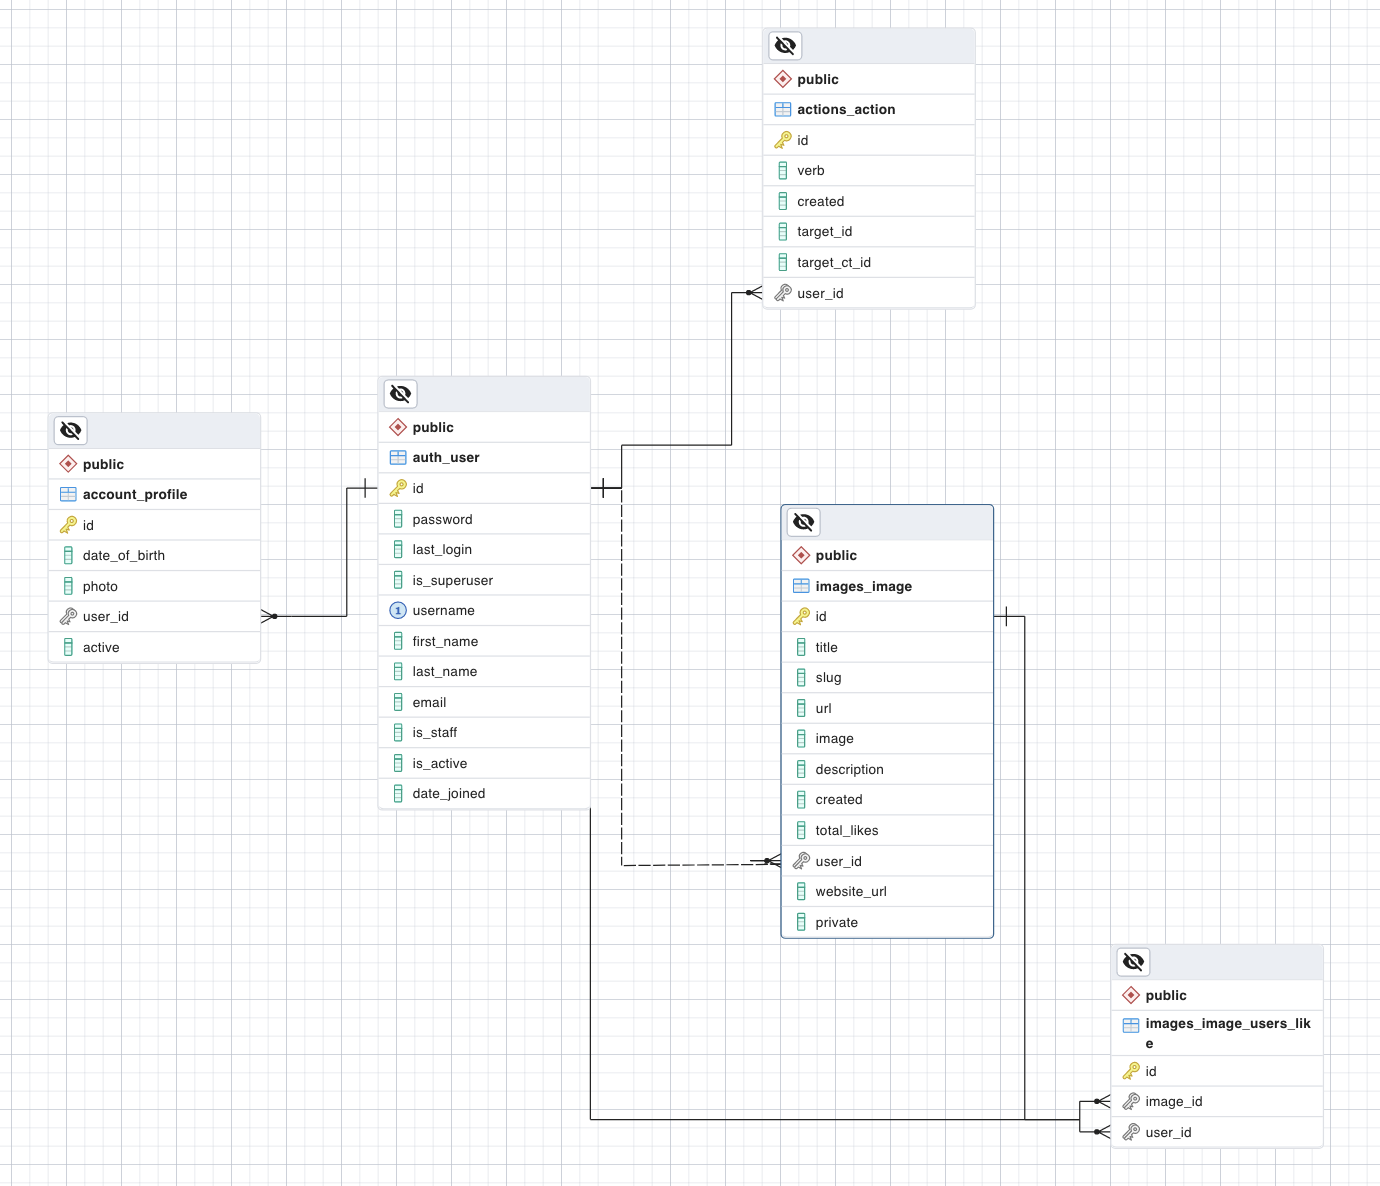 public
actions_action
id
verb
created
target_id
target_ct_id
user_id
public
account_profile
id
date_of_birth
photo
user_id
active
public
auth_user
id
password
last_login
is_superuser
1 username
first_name
last_name
email
is_staff
is_active
date_joined
public
images_image
id
title
slug
url
image
description
created
total_likes
user_id
website_url
private
public
images_image_users_lik
e
id
image_id
user_id